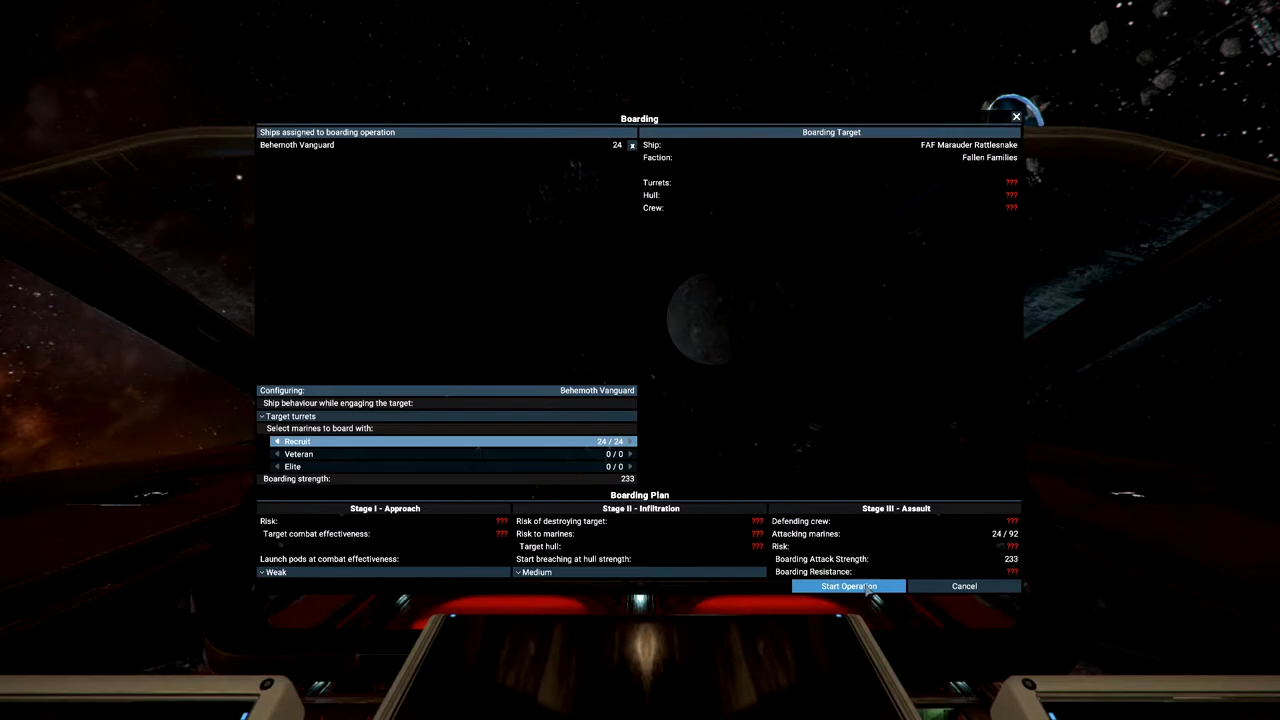 Boarding
Ships assigned to boarding operation
Behemoth Vanguard 24 x
Boarding Target
Ship: FAF Marauder Rattlesnake
Faction: Fallen Families
Turrets: ???
Hull: ???
Crew: ???
Configuring: Behemoth Vanguard
Ship behaviour while engaging the target:
Target turrets
Select marines to board with:
Recruit 24 / 24
Veteran 0 / 0
Elite 0 / 0
Boarding strength: 233
Boarding Plan
Stage I - Approach
Risk: ???
Target combat effectiveness: ???
Launch pods at combat effectiveness:
Weak
Stage II - Infiltration
Risk of destroying target: ???
Risk to marines: ???
Target hull: ???
Start breaching at hull strength:
Medium
Stage III - Assault
Defending crew: ???
Attacking marines: 24 / 92
Risk: ???
Boarding Attack Strength: 233
Boarding Resistance: ???
Start Operation
Cancel